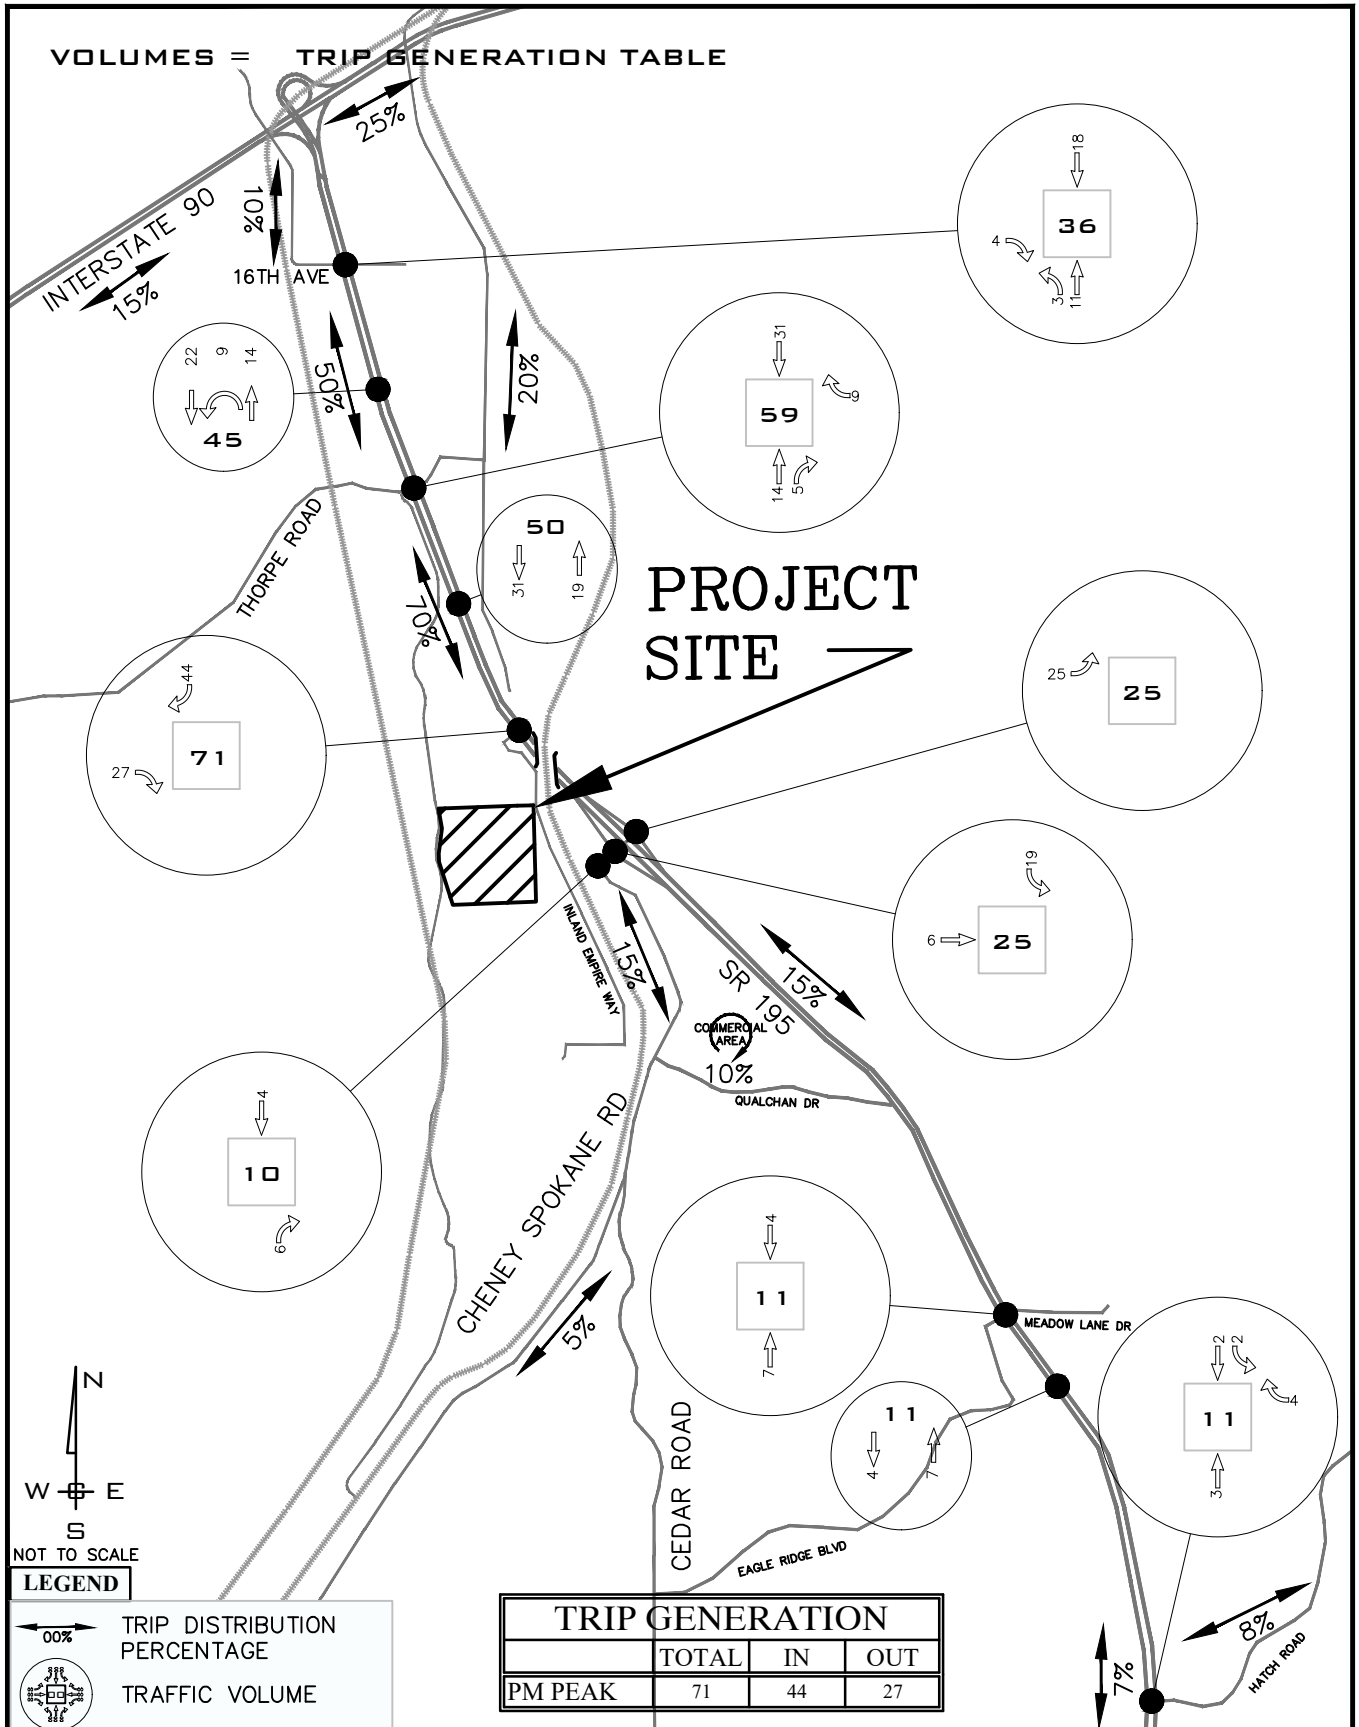 VOLUMES = TRIP GENERATION TABLE
25%
18
36
4
3
11
10%
INTERSTATE 90
15%
16TH AVE
22 9 14
45
50%
20%
31
59
9
14
5
THORPE ROAD
50
31
19
70%
PROJECT
SITE
44
71
27
25
25
19
6
25
INLAND EMPIRE WAY
15%
SR 195
15%
COMMERCIAL
AREA
10%
QUALCHAN DR
4
10
6
CHENEY SPOKANE RD
5%
4
11
7
MEADOW LANE DR
2
2
4
11
3
11
4
7
CEDAR ROAD
EAGLE RIDGE BLVD
8%
HATCH ROAD
7%
N
W E
S
NOT TO SCALE
LEGEND
00% TRIP DISTRIBUTION
PERCENTAGE
TRAFFIC VOLUME
TRIP GENERATION
TOTAL IN OUT
PM PEAK 71 44 27